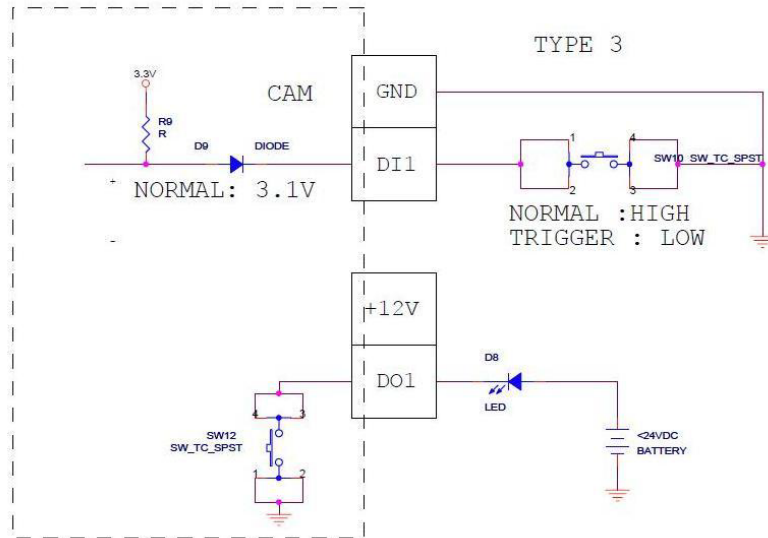 TYPE 3
3.3V
CAM
GND
R9
R
D9
DIODE
DI1
1
4
SW10 SW_TC_SPST
2
3
+
NORMAL: 3.1V
-
NORMAL :HIGH
TRIGGER : LOW
+12V
DO1
D8
LED
4
3
SW12
SW_TC_SPST
1
2
<24VDC
BATTERY